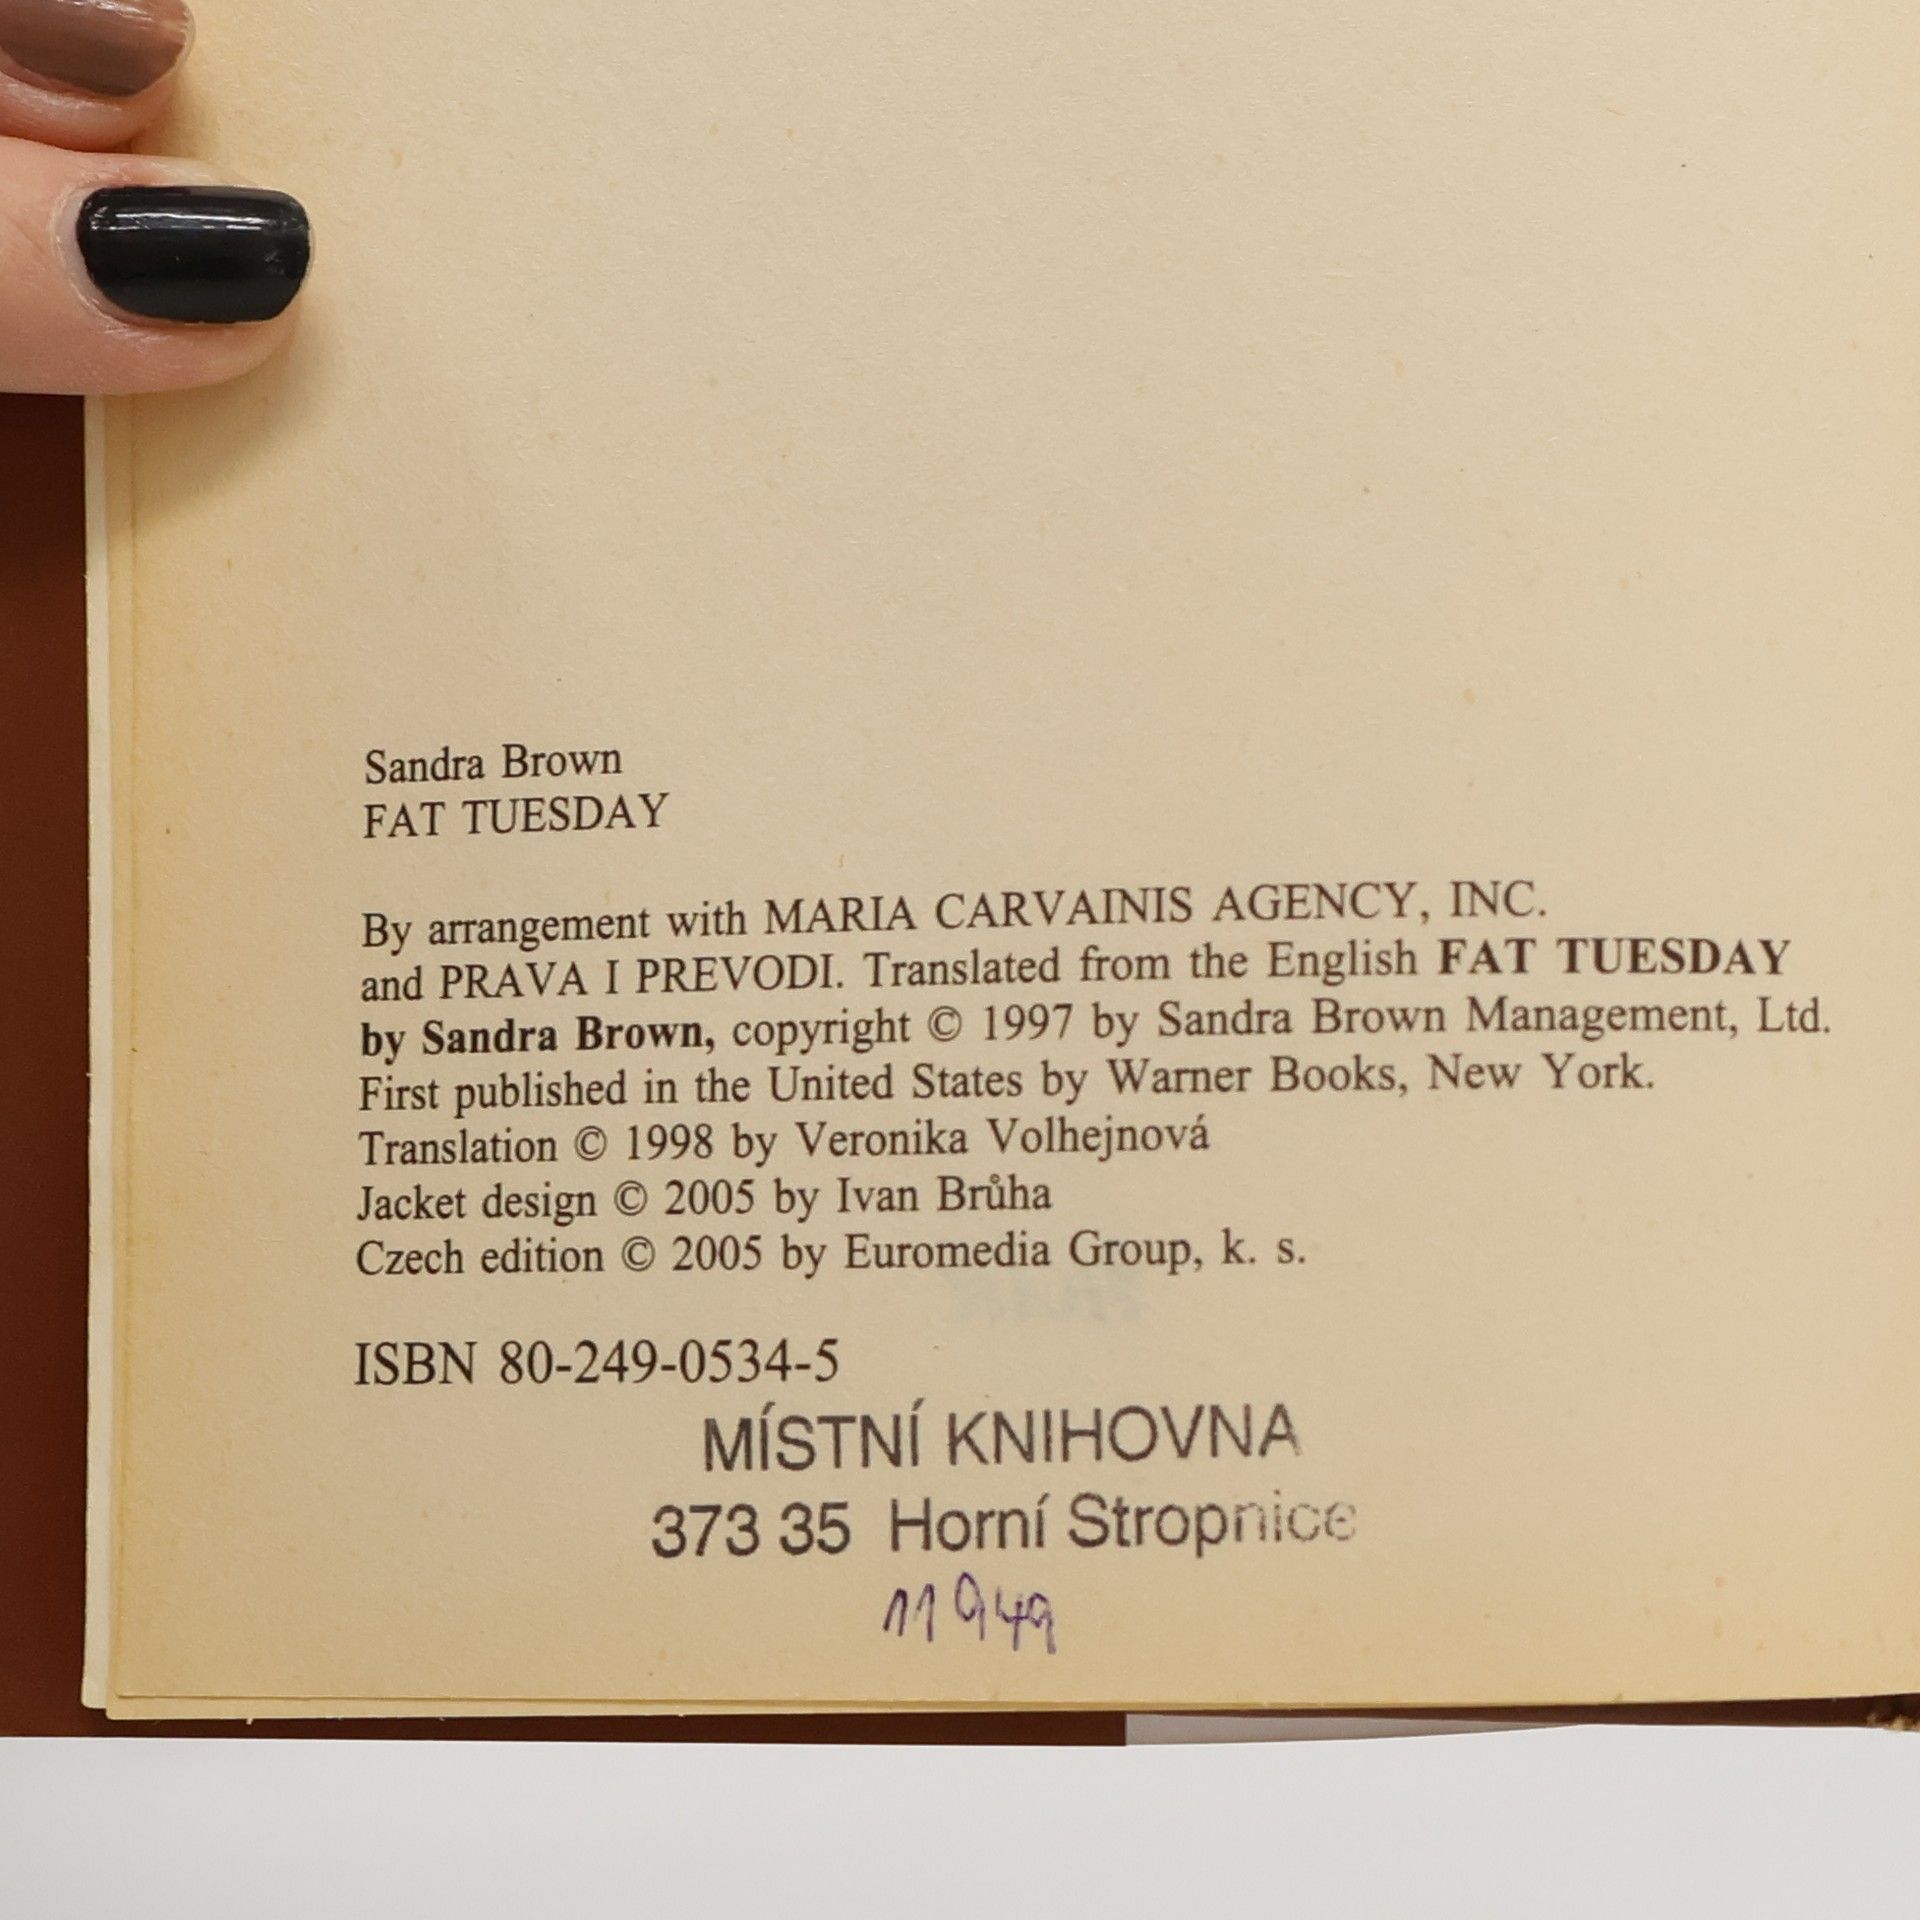 Sandra Brown
FAT TUESDAY
By arrangement with MARIA CARVAINIS AGENCY, INC.
and PRAVA I PREVODI. Translated from the English FAT TUESDAY
by Sandra Brown, copyright © 1997 by Sandra Brown Management, Ltd.
First published in the United States by Warner Books, New York.
Translation © 1998 by Veronika Volhejnová
Jacket design © 2005 by Ivan Brůha
Czech edition © 2005 by Euromedia Group, k. s.
ISBN 80-249-0534-5
MÍSTNÍ KNIHOVNA
373 35 Horní Stropnice
11 949